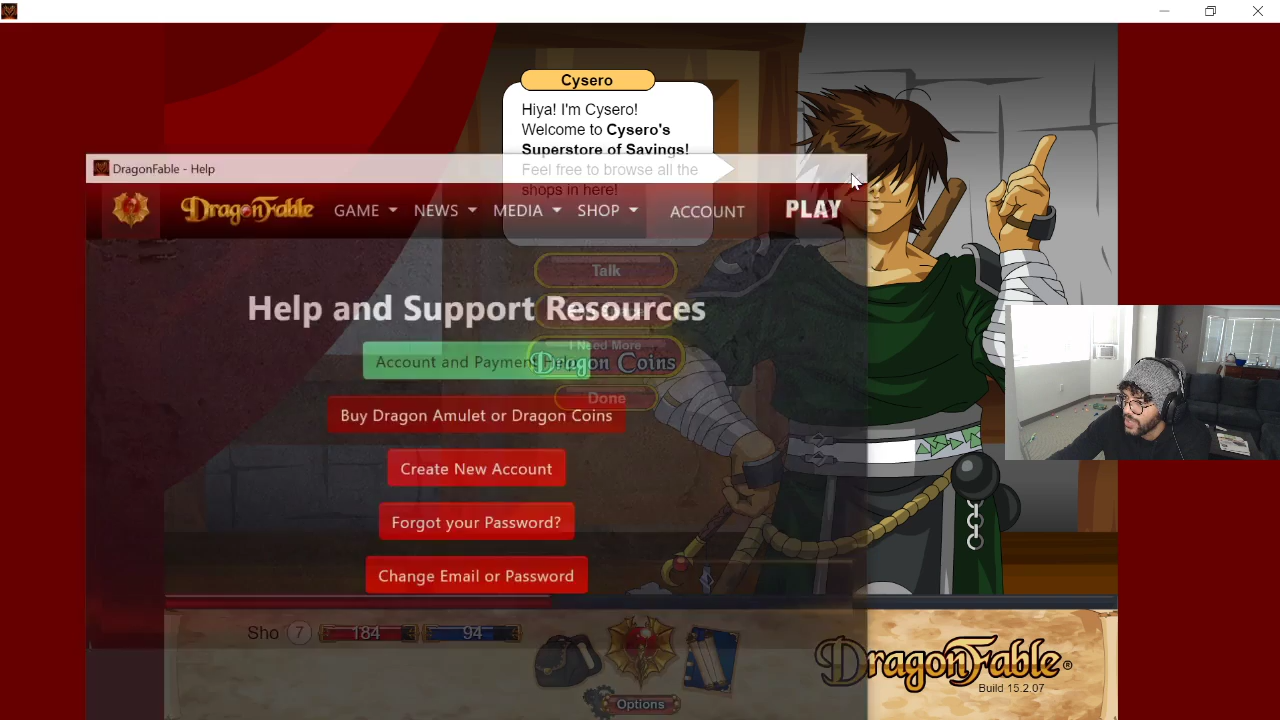 Cysero
Hiya! I'm Cysero!
Welcome to Cysero's
Superstore of Savings!
Feel free to browse all the
shops in here!
DragonFable - Help
DragonFable
GAME
NEWS
MEDIA
SHOP
ACCOUNT
PLAY
Talk
Help and Support Resources
I Need More
Dragon Coins
Account and Payment Help
Done
Buy Dragon Amulet or Dragon Coins
Create New Account
Forgot your Password?
Change Email or Password
Sho 7 184 94
DragonFable®
Build 15.2.07
Options